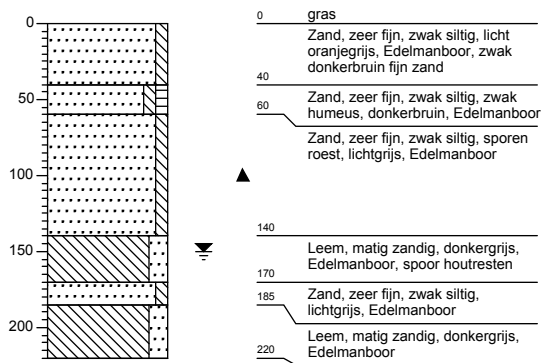 0
50
100
150
200
0
gras
Zand, zeer fijn, zwak siltig, licht
oranjegrijs, Edelmanboor, zwak
donkerbruin fijn zand
40
Zand, zeer fijn, zwak siltig, zwak
humeus, donkerbruin, Edelmanboor
60
Zand, zeer fijn, zwak siltig, sporen
roest, lichtgrijs, Edelmanboor
140
Leem, matig zandig, donkergrijs,
Edelmanboor, spoor houtresten
170
Zand, zeer fijn, zwak siltig,
lichtgrijs, Edelmanboor
185
Leem, matig zandig, donkergrijs,
Edelmanboor
220